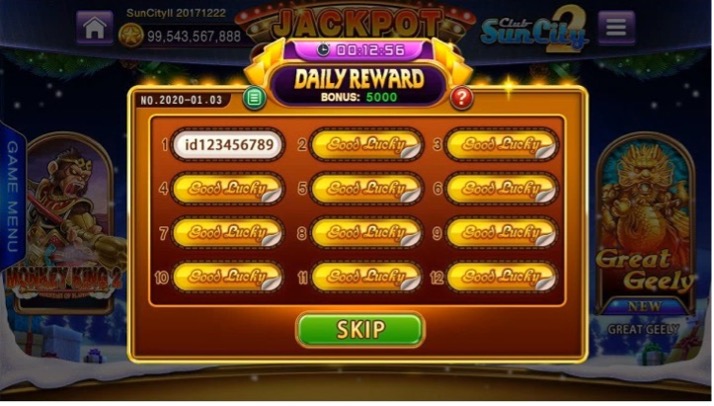 SunCityII 20171222
99,543,567,888
JACKPOT
Club
SunCity 2
00:12:56
DAILY REWARD
BONUS: 5000
?
NO.2020-01.03
1 id123456789
2 Good Lucky
3 Good Lucky
4 Good Lucky
5 Good Lucky
6 Good Lucky
7 Good Lucky
8 Good Lucky
9 Good Lucky
10 Good Lucky
11 Good Lucky
12 Good Lucky
SKIP
GAME MENU
MONKEY KING 2
Great
Geely
NEW
GREAT GEELY